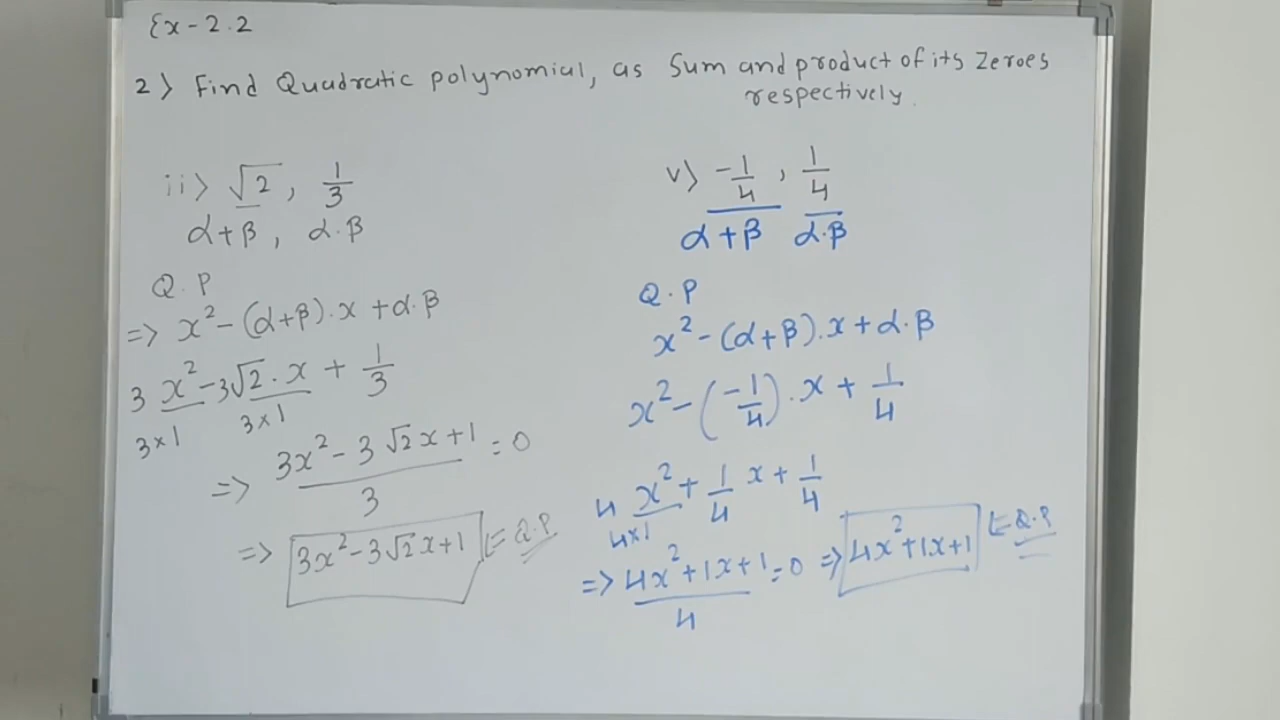 Ex-2.2
2) Find Quadratic polynomial, as Sum and product of its Zeroes
respectively.
ii) √2, 1/3
α+β, α.β
Q.P
=> x² - (α+β).x + α.β
3 x² - 3√2.x + 1/3
3×1 3×1
=> 3x² - 3√2x + 1 / 3 = 0
=> 3x² - 3√2x + 1 <= Q.P
v) -1/4, 1/4
α+β α.β
Q.P
x² - (α+β).x + α.β
x² - (-1/4).x + 1/4
4 x² + 1/4 x + 1/4
4×1
=> 4x² + 1x + 1 / 4 = 0 => 4x² + 1x + 1 <= Q.P